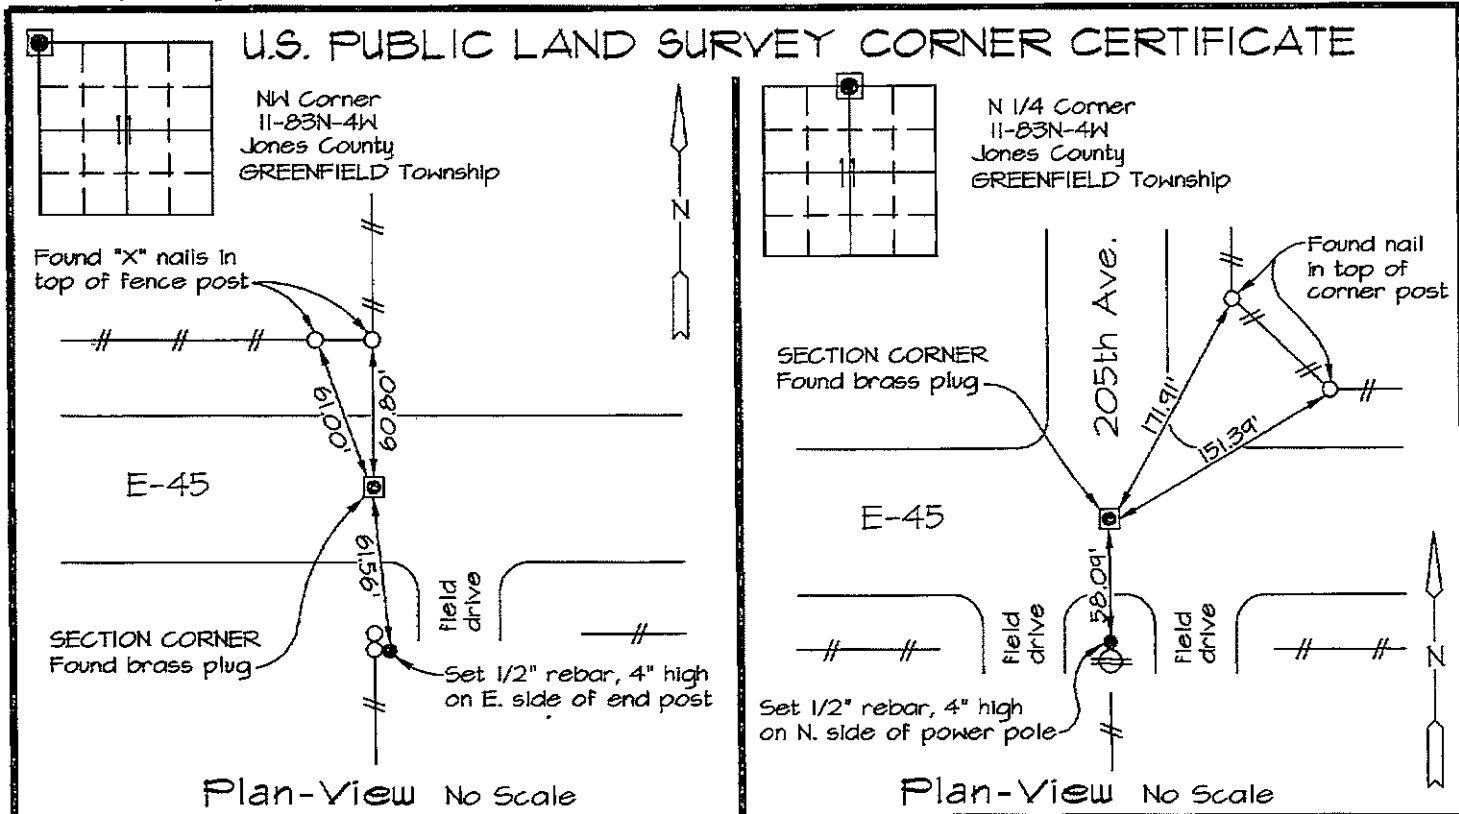 U.S. PUBLIC LAND SURVEY CORNER CERTIFICATE
11
NW Corner
11-83N-4W
Jones County
GREENFIELD Township
N
Found "X" nails in
top of fence post
61.00'
60.80'
E-45
61.56'
field
drive
SECTION CORNER
Found brass plug
Set 1/2" rebar, 4" high
on E. side of end post
Plan-View No Scale
11
N 1/4 Corner
11-83N-4W
Jones County
GREENFIELD Township
205th Ave.
Found nail
in top of
corner post
SECTION CORNER
Found brass plug
171.91'
151.39'
E-45
58.09'
field
drive
field
drive
N
Set 1/2" rebar, 4" high
on N. side of power pole
Plan-View No Scale